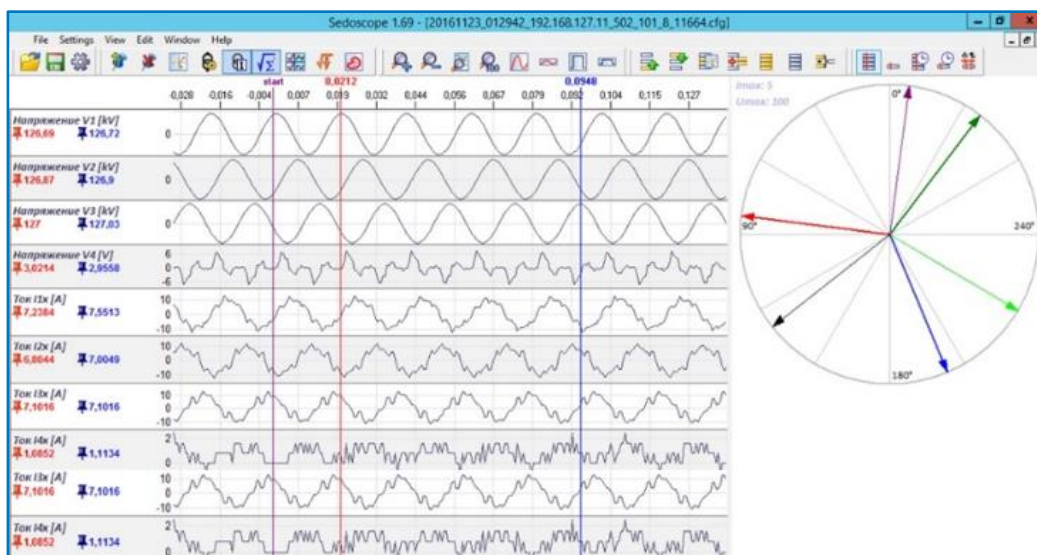 Sedoscope 1.69 - [20161123_012942_192.168.127.11_502_101_8_11664.cfg]
File Settings View Edit Window Help
start 0,0212 0,0948
-0,028 -0,016 -0,004 0,007 0,019 0,032 0,044 0,056 0,067 0,079 0,092 0,104 0,115 0,127
Imax: 5
Umax: 100
Напряжение V1 [kV]
126,69 126,72 0
Напряжение V2 [kV]
126,87 126,9 0
Напряжение V3 [kV]
127 127,03 0
Напряжение V4 [V]
3,0214 2,9558 6 0 -6
Ток I1x [A]
7,2384 7,5513 10 0 -10
Ток I2x [A]
6,8044 7,0049 10 0 -10
Ток I3x [A]
7,1016 7,1016 10 0 -10
Ток I4x [A]
1,0852 1,1134 2 0
Ток I3x [A]
7,1016 7,1016 10 0 -10
Ток I4x [A]
1,0852 1,1134 2 0
0°
90° 240°
180°